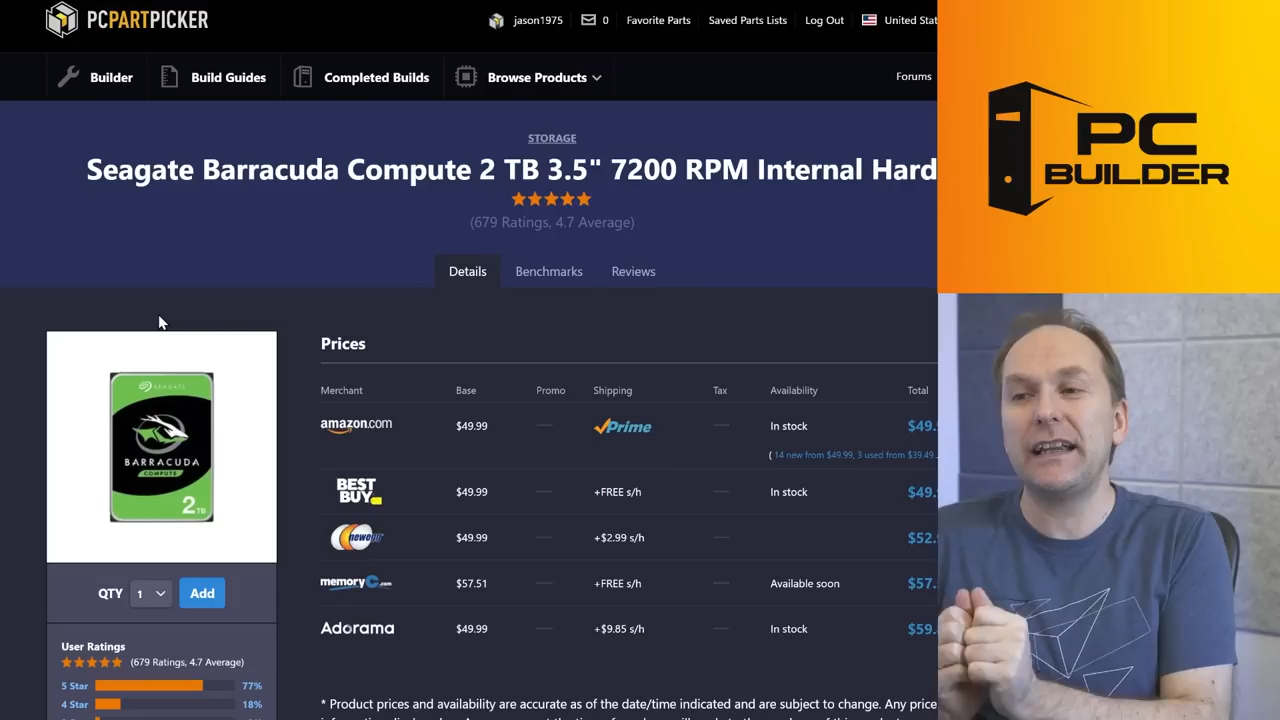 PCPARTPICKER
jason1975
0
Favorite Parts
Saved Parts Lists
Log Out
United Stat
Builder
Build Guides
Completed Builds
Browse Products
Forums
STORAGE
Seagate Barracuda Compute 2 TB 3.5" 7200 RPM Internal Hard
(679 Ratings, 4.7 Average)
Details
Benchmarks
Reviews
PC
BUILDER
SEAGATE
BARRACUDA
COMPUTE
2TB
QTY 1 Add
User Ratings
(679 Ratings, 4.7 Average)
5 Star 77%
4 Star 18%
Prices
Merchant Base Promo Shipping Tax Availability Total
amazon.com $49.99 — Prime — In stock $49.
( 14 new from $49.99, 3 used from $39.49
BEST BUY $49.99 — +FREE s/h — In stock $49.
newegg $49.99 — +$2.99 s/h — $52.
memoryC.com $57.51 — +FREE s/h — Available soon $57.
Adorama $49.99 — +$9.85 s/h — In stock $59.
* Product prices and availability are accurate as of the date/time indicated and are subject to change. Any price